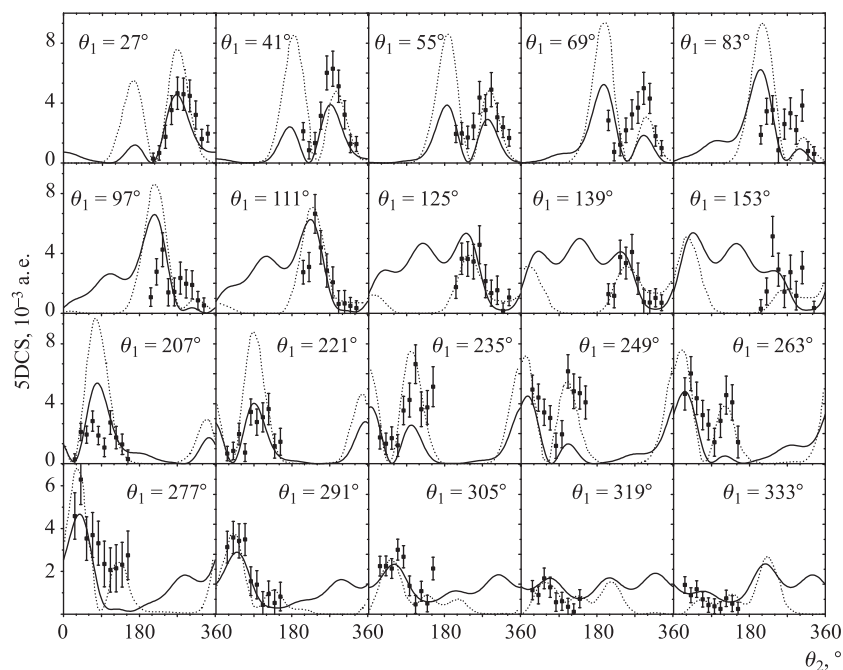 8
θ₁ = 27°
θ₁ = 41°
θ₁ = 55°
θ₁ = 69°
θ₁ = 83°
4
0
8
θ₁ = 97°
θ₁ = 111°
θ₁ = 125°
θ₁ = 139°
θ₁ = 153°
4
0
5DCS, 10⁻³ a. e.
8
θ₁ = 207°
θ₁ = 221°
θ₁ = 235°
θ₁ = 249°
θ₁ = 263°
4
0
6
θ₁ = 277°
θ₁ = 291°
θ₁ = 305°
θ₁ = 319°
θ₁ = 333°
4
2
0 180 360 180 360 180 360 180 360 180 360
θ₂, °